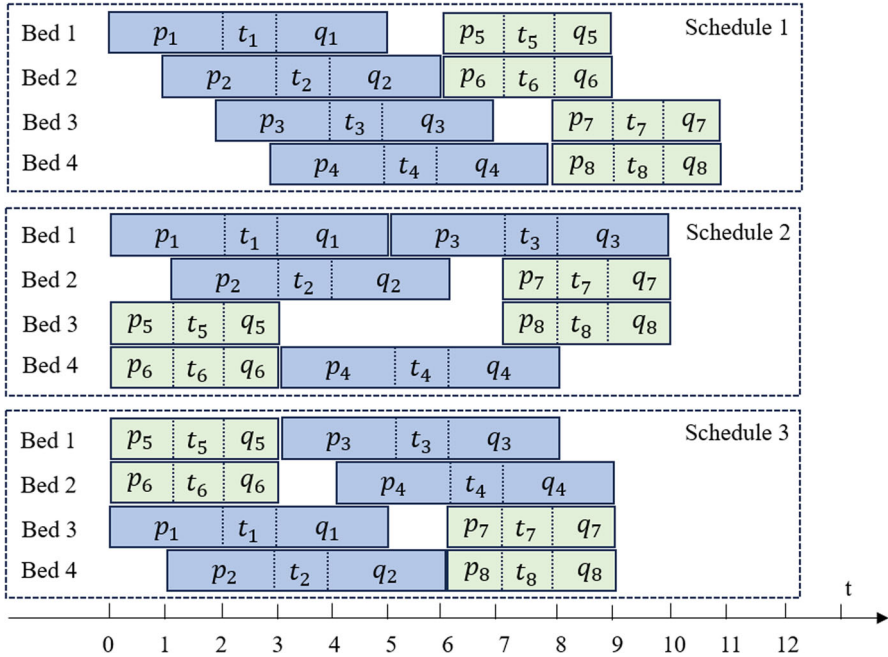 Bed 1 p₁ t₁ q₁ p₅ t₅ q₅ Schedule 1
Bed 2 p₂ t₂ q₂ p₆ t₆ q₆
Bed 3 p₃ t₃ q₃ p₇ t₇ q₇
Bed 4 p₄ t₄ q₄ p₈ t₈ q₈
Bed 1 p₁ t₁ q₁ p₃ t₃ q₃ Schedule 2
Bed 2 p₂ t₂ q₂ p₇ t₇ q₇
Bed 3 p₅ t₅ q₅ p₈ t₈ q₈
Bed 4 p₆ t₆ q₆ p₄ t₄ q₄
Bed 1 p₅ t₅ q₅ p₃ t₃ q₃ Schedule 3
Bed 2 p₆ t₆ q₆ p₄ t₄ q₄
Bed 3 p₁ t₁ q₁ p₇ t₇ q₇
Bed 4 p₂ t₂ q₂ p₈ t₈ q₈
t
0 1 2 3 4 5 6 7 8 9 10 11 12